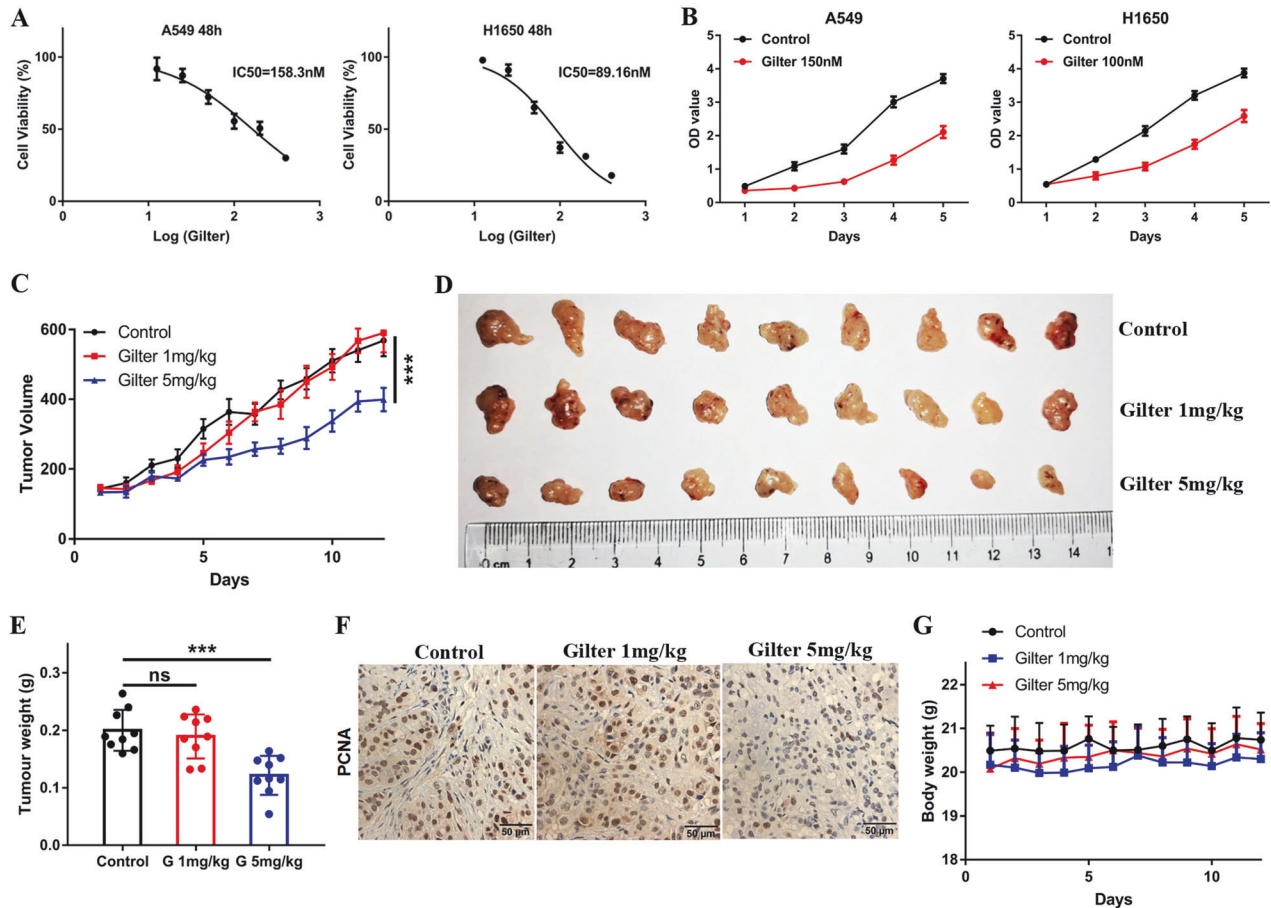 A
A549 48h
IC50=158.3nM
Cell Viability (%)
100
50
0
0 1 2 3
Log (Gilter)
H1650 48h
IC50=89.16nM
Cell Viability (%)
100
50
0
0 1 2 3
Log (Gilter)
B
A549
Control
Gilter 150nM
OD value
5
4
3
2
1
0
1 2 3 4 5
Days
H1650
Control
Gilter 100nM
OD value
5
4
3
2
1
0
1 2 3 4 5
Days
C
Control
Gilter 1mg/kg
Gilter 5mg/kg
***
Tumor Volume
600
400
200
0
0 5 10
Days
D
Control
Gilter 1mg/kg
Gilter 5mg/kg
0 cm 1 2 3 4 5 6 7 8 9 10 11 12 13 14
E
***
ns
Tumour weight (g)
0.3
0.2
0.1
0.0
Control G 1mg/kg G 5mg/kg
F
Control Gilter 1mg/kg Gilter 5mg/kg
PCNA
50 μm 50 μm 50 μm
G
Control
Gilter 1mg/kg
Gilter 5mg/kg
Body weight (g)
22
21
20
19
18
0 5 10
Days